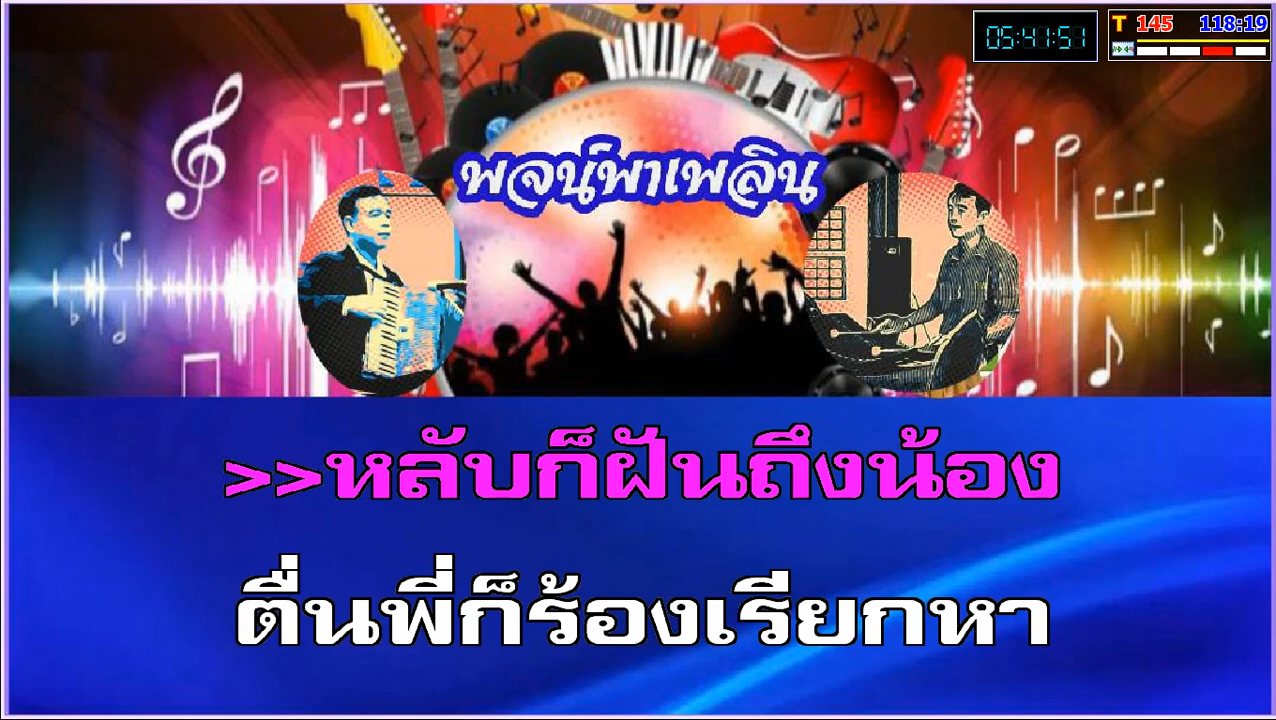 05:41:51
T 145 118:19
พจน์พาเพลิน
>>หลับก็ฝันถึงน้อง
ตื่นพี่ก็ร้องเรียกหา